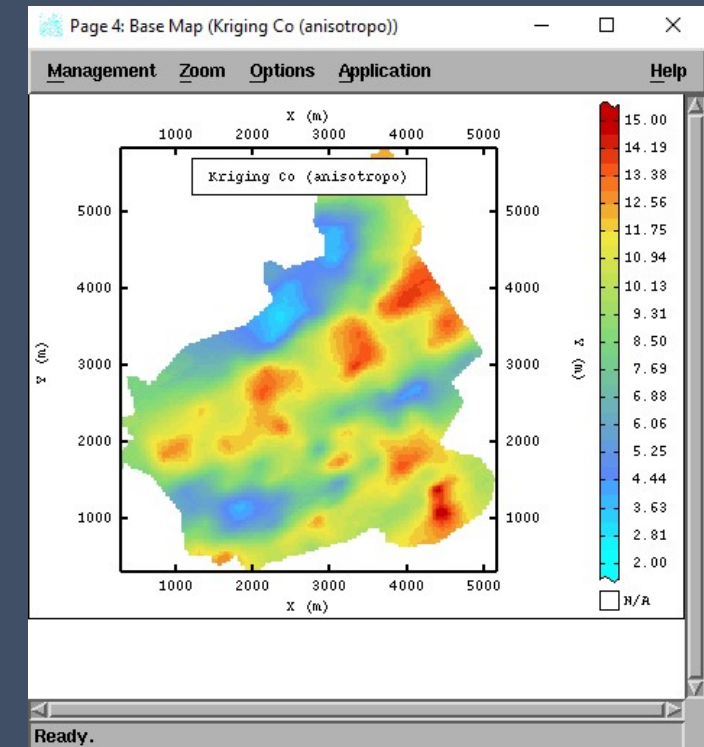 Page 4: Base Map (Kriging Co (anisotropo))
Management Zoom Options Application Help
X (m)
1000 2000 3000 4000 5000
Kriging Co (anisotropo)
Y (m)
5000
4000
3000
2000
1000
5000
4000
3000
2000
1000
Y (m)
1000 2000 3000 4000 5000
X (m)
15.00
14.19
13.38
12.56
11.75
10.94
10.13
9.31
8.50
7.69
6.88
6.06
5.25
4.44
3.63
2.81
2.00
N/A
Ready.